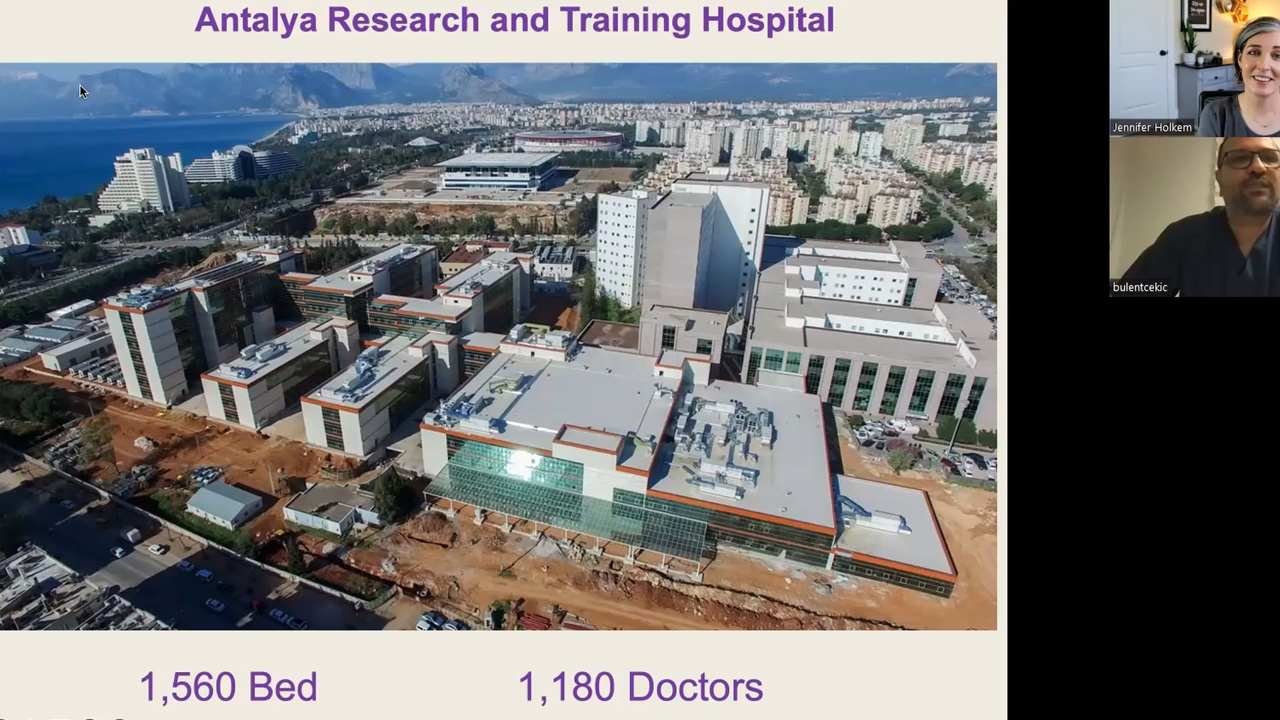 Antalya Research and Training Hospital
Jennifer Holkem
bulentcekic
1,560 Bed
1,180 Doctors